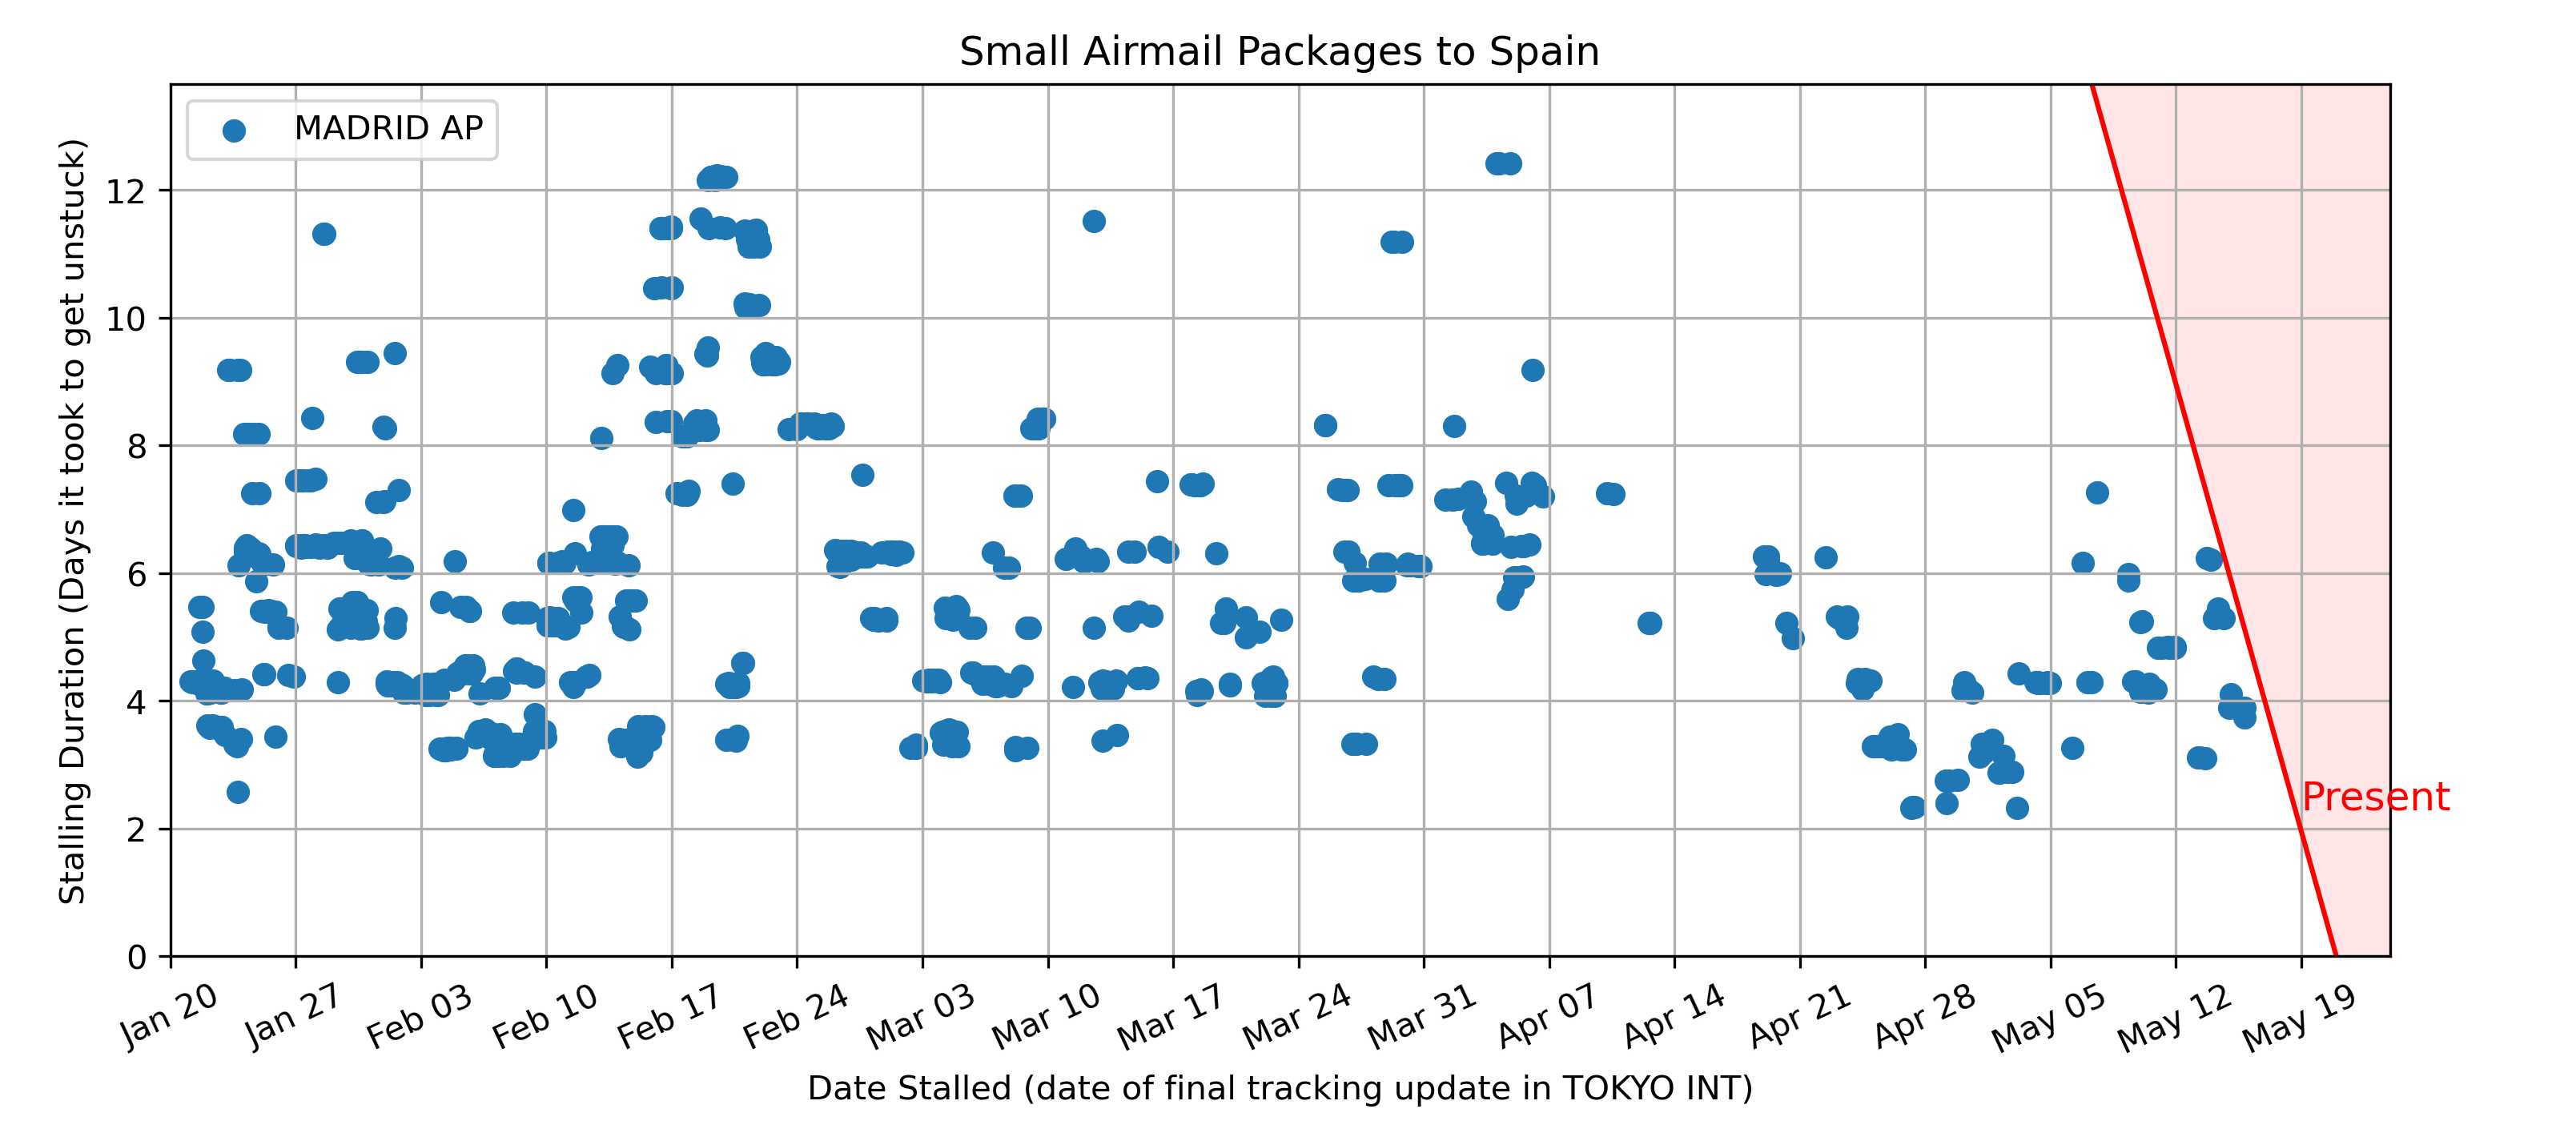 Small Airmail Packages to Spain
MADRID AP
Stalling Duration (Days it took to get unstuck)
12
10
8
6
4
2
0
Present
Jan 20
Jan 27
Feb 03
Feb 10
Feb 17
Feb 24
Mar 03
Mar 10
Mar 17
Mar 24
Mar 31
Apr 07
Apr 14
Apr 21
Apr 28
May 05
May 12
May 19
Date Stalled (date of final tracking update in TOKYO INT)